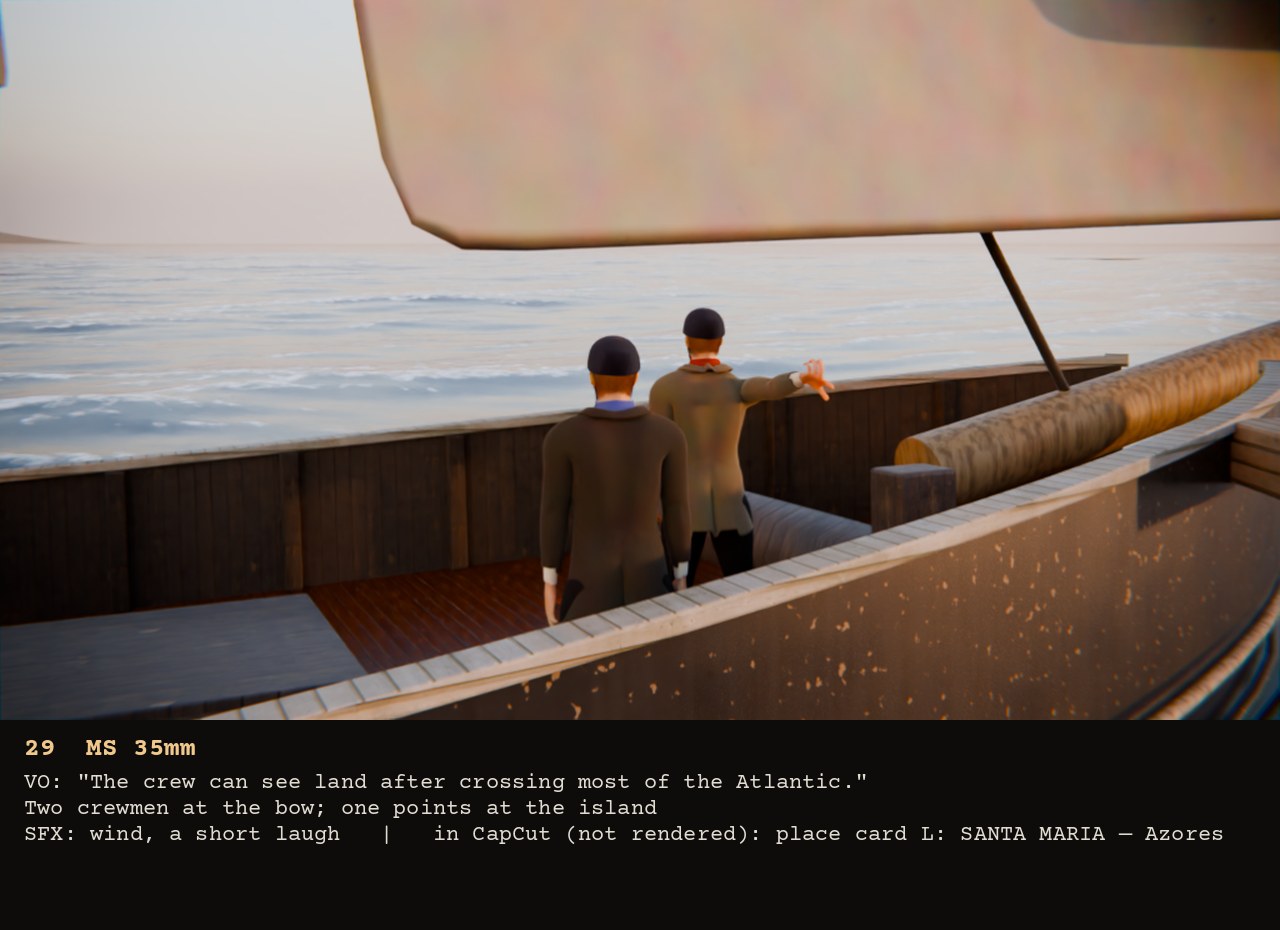 29  MS 35mm
VO: "The crew can see land after crossing most of the Atlantic."
Two crewmen at the bow; one points at the island
SFX: wind, a short laugh   |   in CapCut (not rendered): place card L: SANTA MARIA — Azores